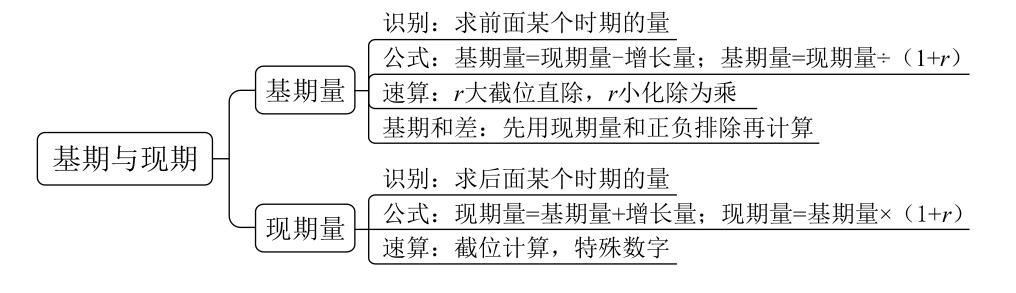 基期与现期
基期量
识别：求前面某个时期的量
公式：基期量=现期量-增长量；基期量=现期量÷（1+r）
速算：r大截位直除，r小化除为乘
基期和差：先用现期量和正负排除再计算
现期量
识别：求后面某个时期的量
公式：现期量=基期量+增长量；现期量=基期量×（1+r）
速算：截位计算，特殊数字